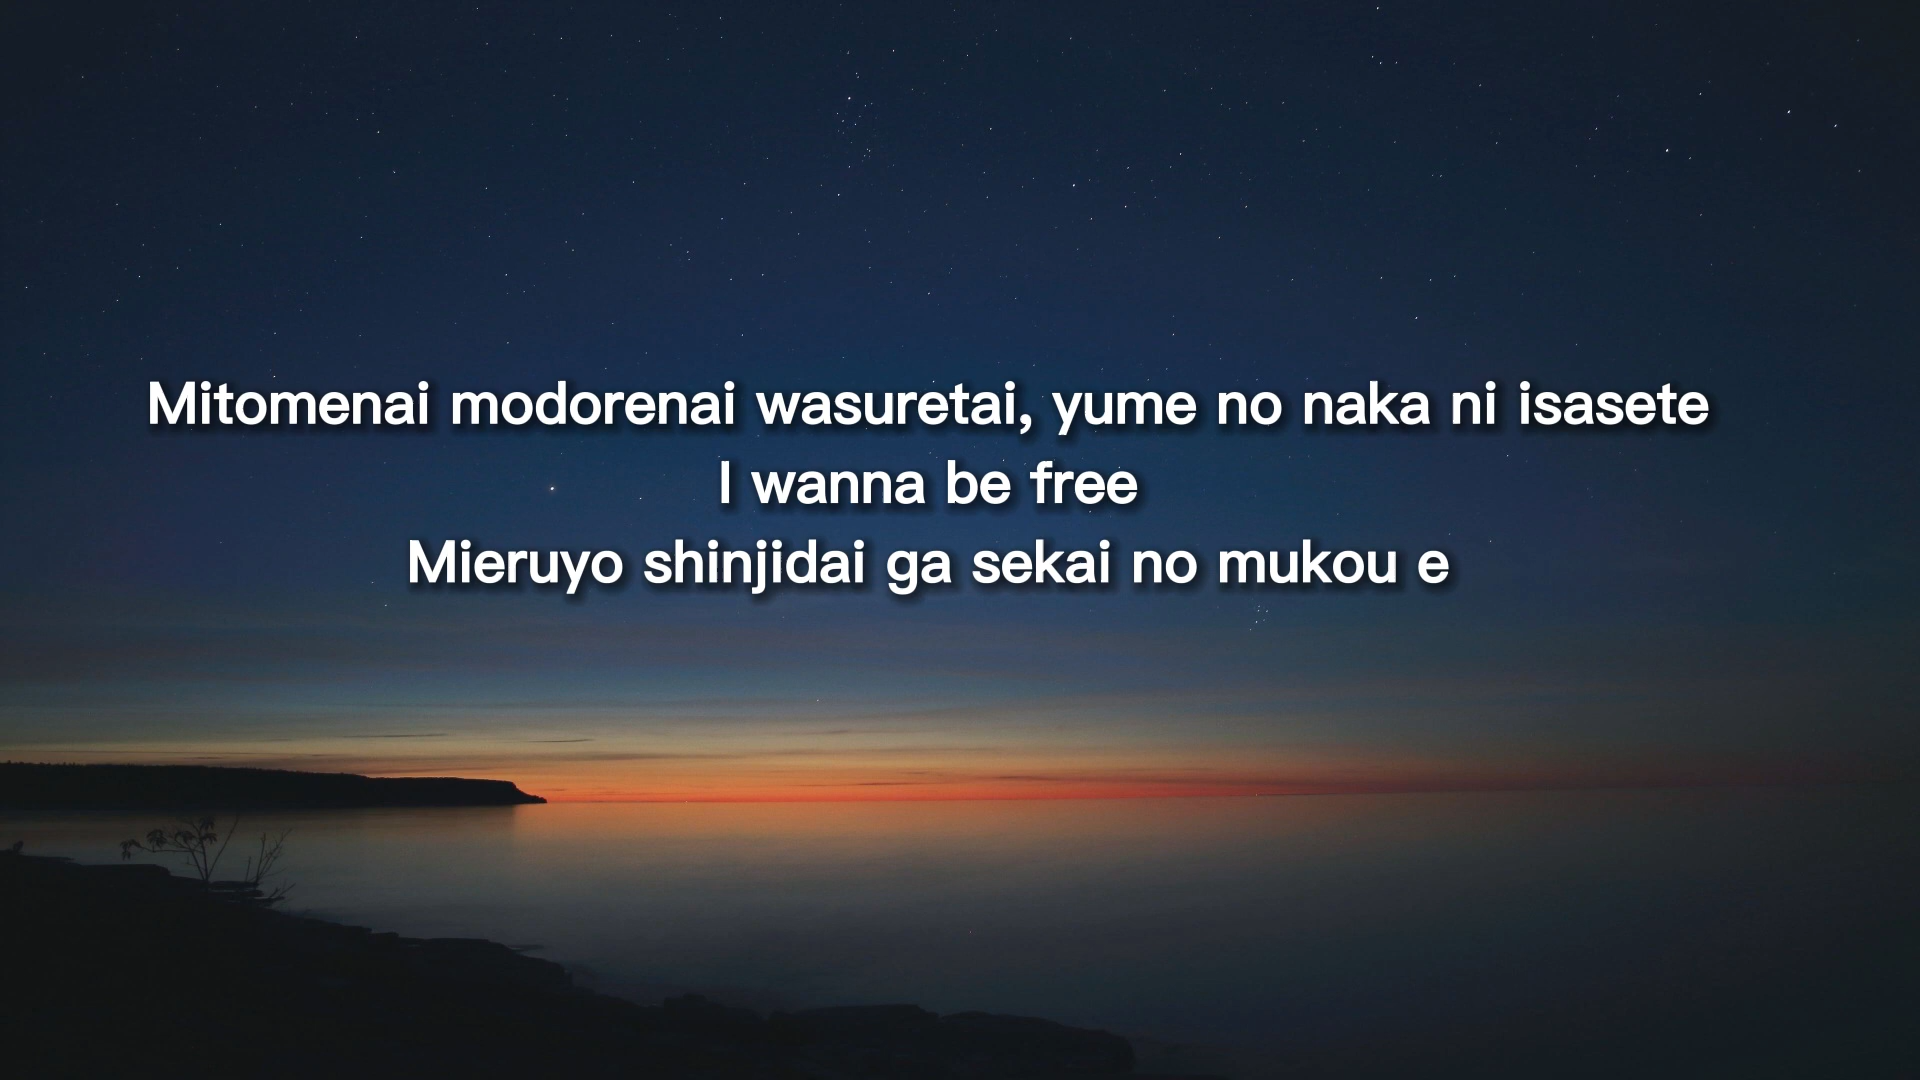 Mitomenai modorenai wasuretai, yume no naka ni isasete
I wanna be free
Mieruyo shinjidai ga sekai no mukou e